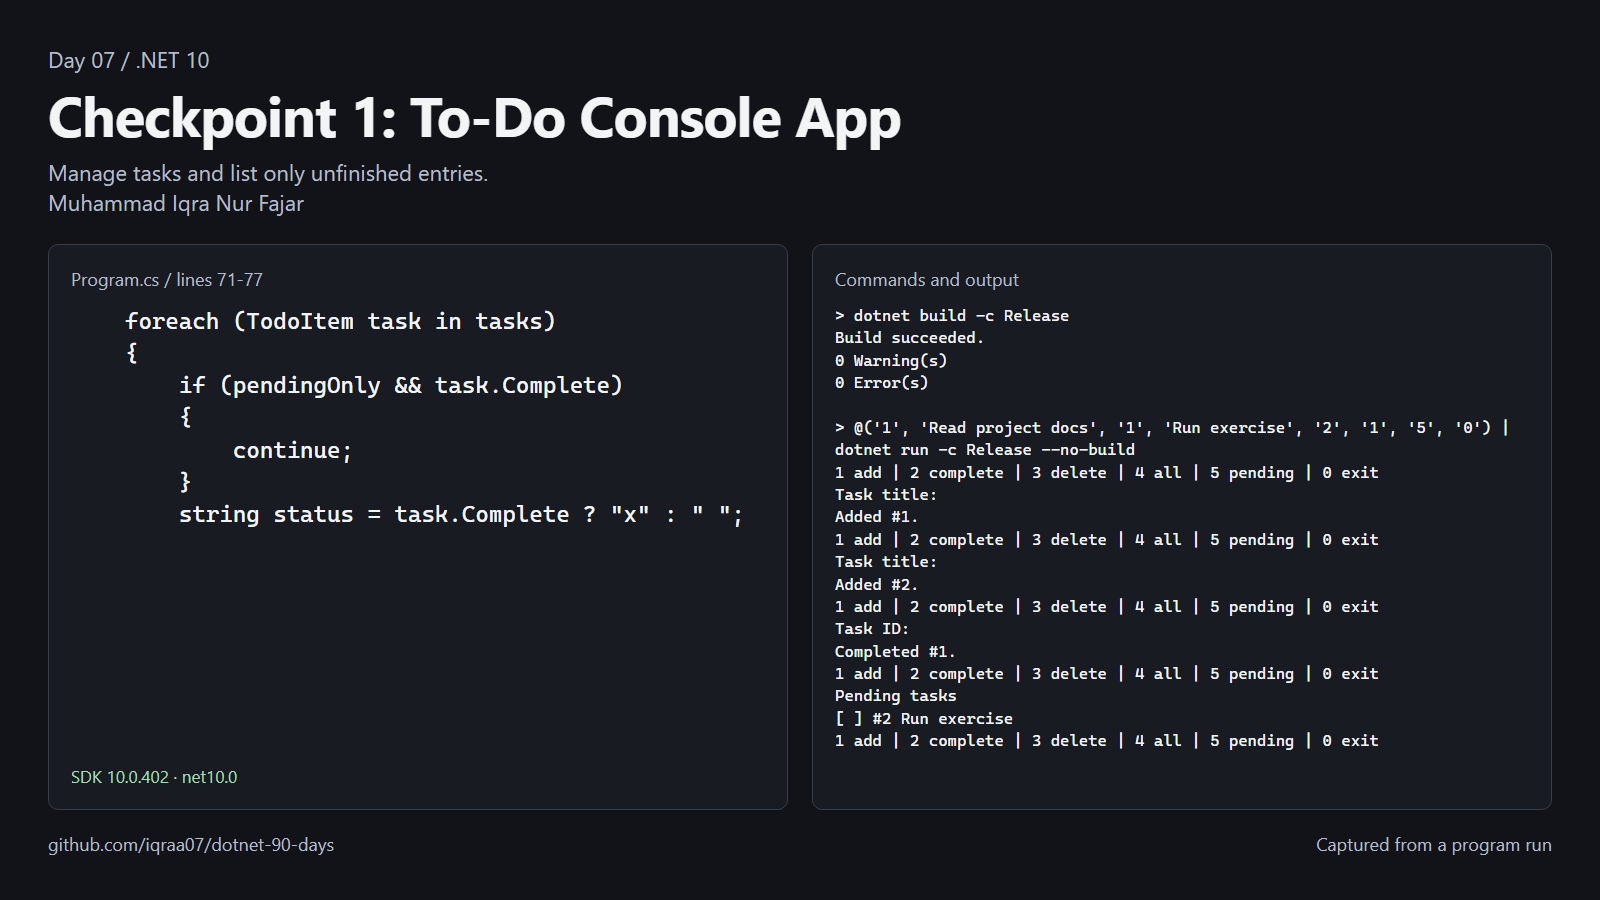 Day 07 / .NET 10
Checkpoint 1: To-Do Console App
Manage tasks and list only unfinished entries.
Muhammad Iqra Nur Fajar
Program.cs / lines 71-77
foreach (TodoItem task in tasks)
{
    if (pendingOnly && task.Complete)
    {
        continue;
    }
    string status = task.Complete ? "x" : " ";
SDK 10.0.402 · net10.0
Commands and output
> dotnet build -c Release
Build succeeded.
0 Warning(s)
0 Error(s)
> @('1', 'Read project docs', '1', 'Run exercise', '2', '1', '5', '0') |
dotnet run -c Release --no-build
1 add | 2 complete | 3 delete | 4 all | 5 pending | 0 exit
Task title:
Added #1.
1 add | 2 complete | 3 delete | 4 all | 5 pending | 0 exit
Task title:
Added #2.
1 add | 2 complete | 3 delete | 4 all | 5 pending | 0 exit
Task ID:
Completed #1.
1 add | 2 complete | 3 delete | 4 all | 5 pending | 0 exit
Pending tasks
[ ] #2 Run exercise
1 add | 2 complete | 3 delete | 4 all | 5 pending | 0 exit
github.com/iqraa07/dotnet-90-days
Captured from a program run